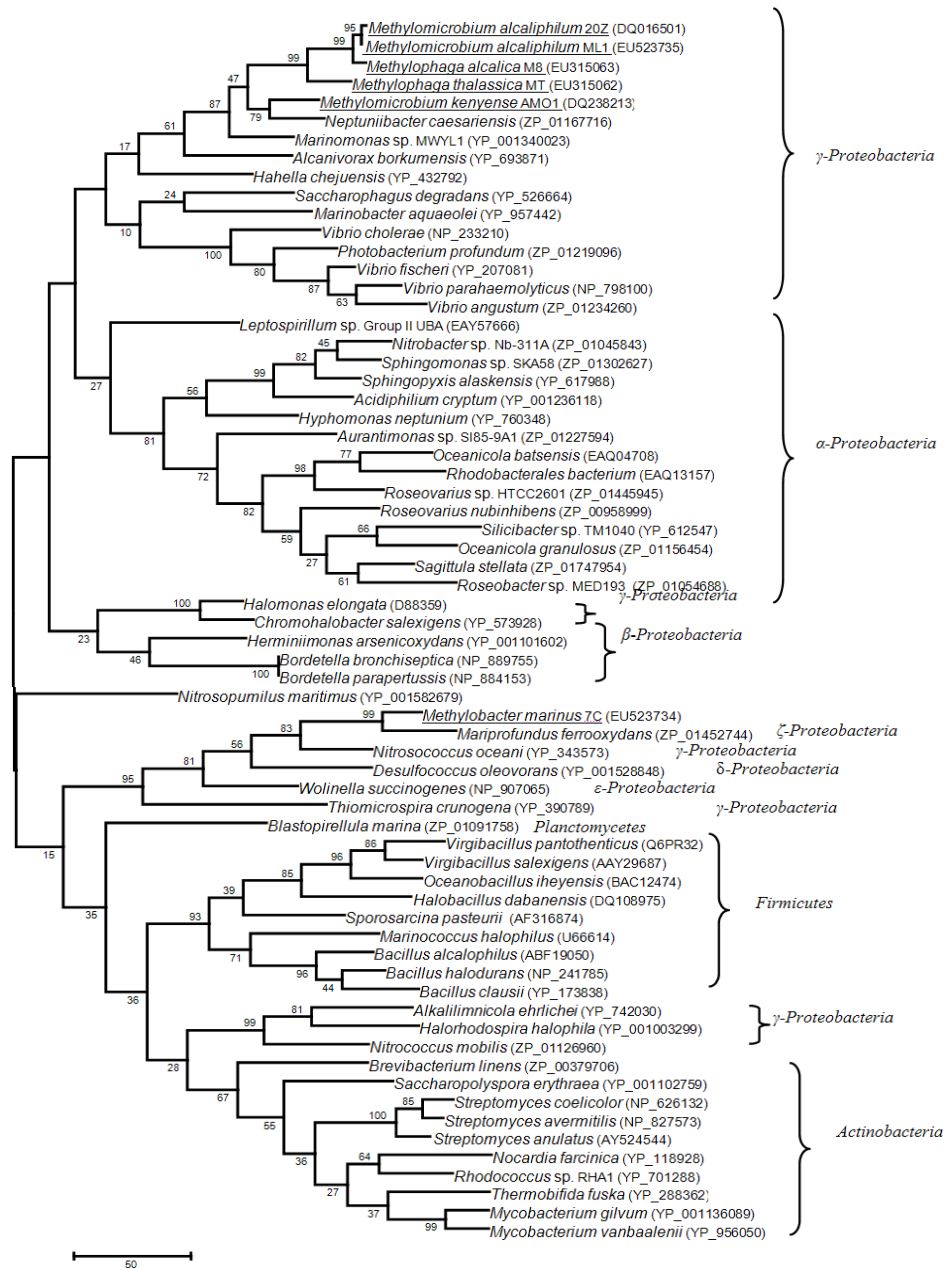 95 Methylomicrobium alcaliphilum 20Z (DQ016501)
99 Methylomicrobium alcaliphilum ML1 (EU523735)
99 Methylophaga alcalica M8 (EU315063)
Methylophaga thalassica MT (EU315062)
47 Methylomicrobium kenyense AMO1 (DQ238213)
87 79 Neptuniibacter caesariensis (ZP_01167716)
61 Marinomonas sp. MWYL1 (YP_001340023)
17 Alcanivorax borkumensis (YP_693871) γ-Proteobacteria
Hahella chejuensis (YP_432792)
24 Saccharophagus degradans (YP_526664)
10 Marinobacter aquaeolei (YP_957442)
Vibrio cholerae (NP_233210)
100 Photobacterium profundum (ZP_01219096)
80 Vibrio fischeri (YP_207081)
87 Vibrio parahaemolyticus (NP_798100)
63 Vibrio angustum (ZP_01234260)
Leptospirillum sp. Group II UBA (EAY57666)
45 Nitrobacter sp. Nb-311A (ZP_01045843)
82 Sphingomonas sp. SKA58 (ZP_01302627)
27 99 Sphingopyxis alaskensis (YP_617988)
56 Acidiphilium cryptum (YP_001236118)
Hyphomonas neptunium (YP_760348)
81 Aurantimonas sp. SI85-9A1 (ZP_01227594) α-Proteobacteria
77 Oceanicola batsensis (EAQ04708)
72 98 Rhodobacterales bacterium (EAQ13157)
Roseovarius sp. HTCC2601 (ZP_01445945)
82 Roseovarius nubinhibens (ZP_00958999)
59 66 Silicibacter sp. TM1040 (YP_612547)
27 Oceanicola granulosus (ZP_01156454)
Sagittula stellata (ZP_01747954)
61 Roseobacter sp. MED193 (ZP_01054688)
γ-Proteobacteria
100 Halomonas elongata (D88359)
Chromohalobacter salexigens (YP_573928)
23 Herminiimonas arsenicoxydans (YP_001101602) β-Proteobacteria
46 Bordetella bronchiseptica (NP_889755)
100 Bordetella parapertussis (NP_884153)
Nitrosopumilus maritimus (YP_001582679)
99 Methylobacter marinus 7C (EU523734)
83 Mariprofundus ferrooxydans (ZP_01452744) ζ-Proteobacteria
56 Nitrosococcus oceani (YP_343573) γ-Proteobacteria
81 Desulfococcus oleovorans (YP_001528848) δ-Proteobacteria
95 Wolinella succinogenes (NP_907065) ε-Proteobacteria
Thiomicrospira crunogena (YP_390789) γ-Proteobacteria
15 Blastopirellula marina (ZP_01091758) Planctomycetes
86 Virgibacillus pantothenticus (Q6PR32)
96 Virgibacillus salexigens (AAY29687)
85 Oceanobacillus iheyensis (BAC12474)
39 Halobacillus dabanensis (DQ108975) Firmicutes
35 93 Sporosarcina pasteurii (AF316874)
Marinococcus halophilus (U66614)
71 Bacillus alcalophilus (ABF19050)
96 Bacillus halodurans (NP_241785)
44 Bacillus clausii (YP_173838)
36 81 Alkalilimnicola ehrlichei (YP_742030)
99 Halorhodospira halophila (YP_001003299) γ-Proteobacteria
Nitrococcus mobilis (ZP_01126960)
28 Brevibacterium linens (ZP_00379706)
67 Saccharopolyspora erythraea (YP_001102759)
85 Streptomyces coelicolor (NP_626132)
55 100 Streptomyces avermitilis (NP_827573)
Streptomyces anulatus (AY524544) Actinobacteria
36 64 Nocardia farcinica (YP_118928)
Rhodococcus sp. RHA1 (YP_701288)
27 Thermobifida fuska (YP_288362)
37 Mycobacterium gilvum (YP_001136089)
99 Mycobacterium vanbaalenii (YP_956050)
50